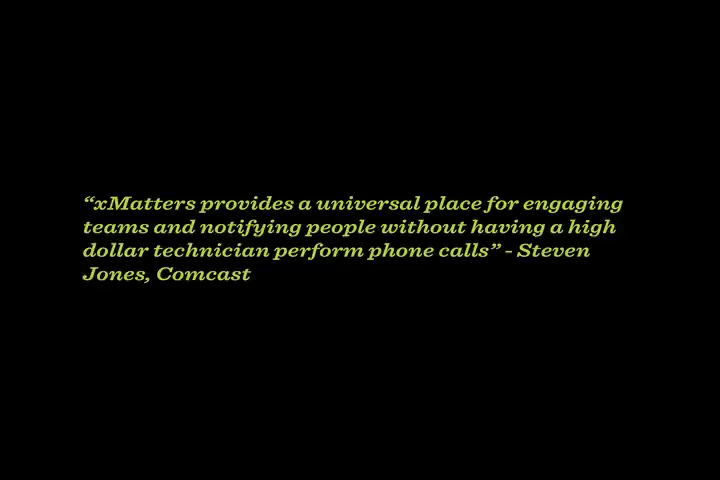 “xMatters provides a universal place for engaging
teams and notifying people without having a high
dollar technician perform phone calls” - Steven
Jones, Comcast